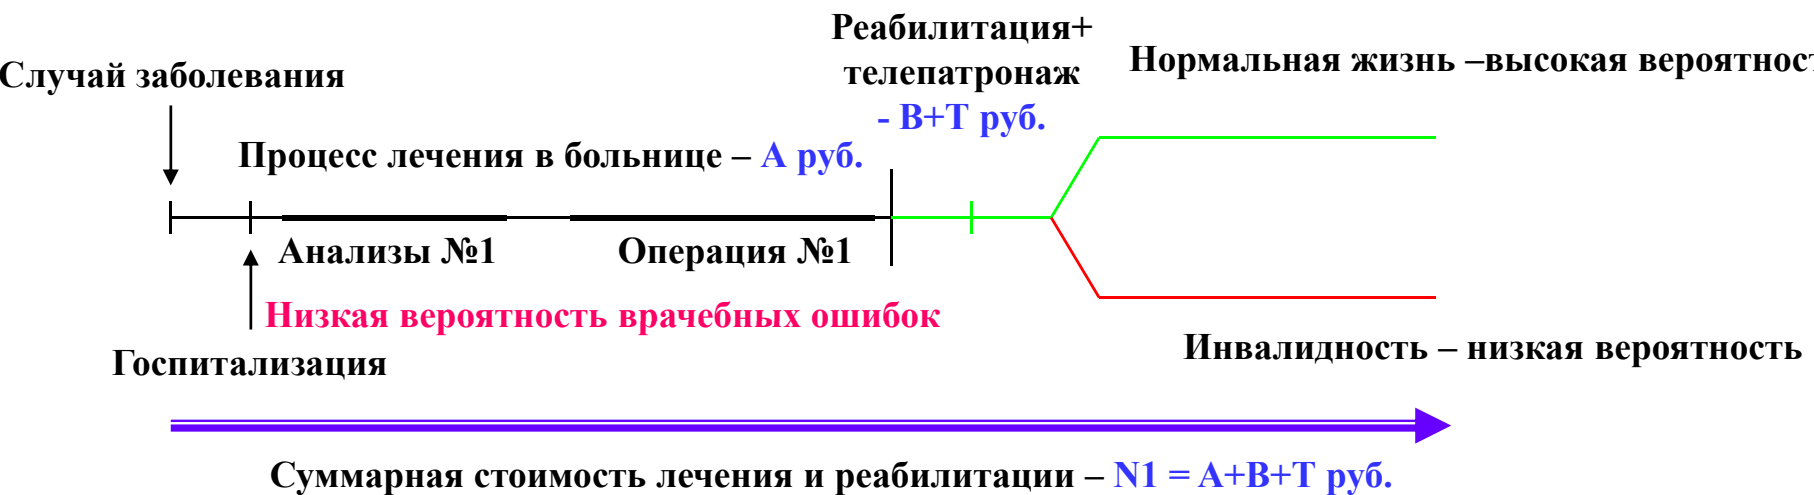 Реабилитация+
телепатронаж
- В+Т руб.
Нормальная жизнь –высокая вероятност
Случай заболевания
Процесс лечения в больнице – А руб.
Анализы №1
Операция №1
Низкая вероятность врачебных ошибок
Госпитализация
Инвалидность – низкая вероятность
Суммарная стоимость лечения и реабилитации – N1 = А+В+Т руб.